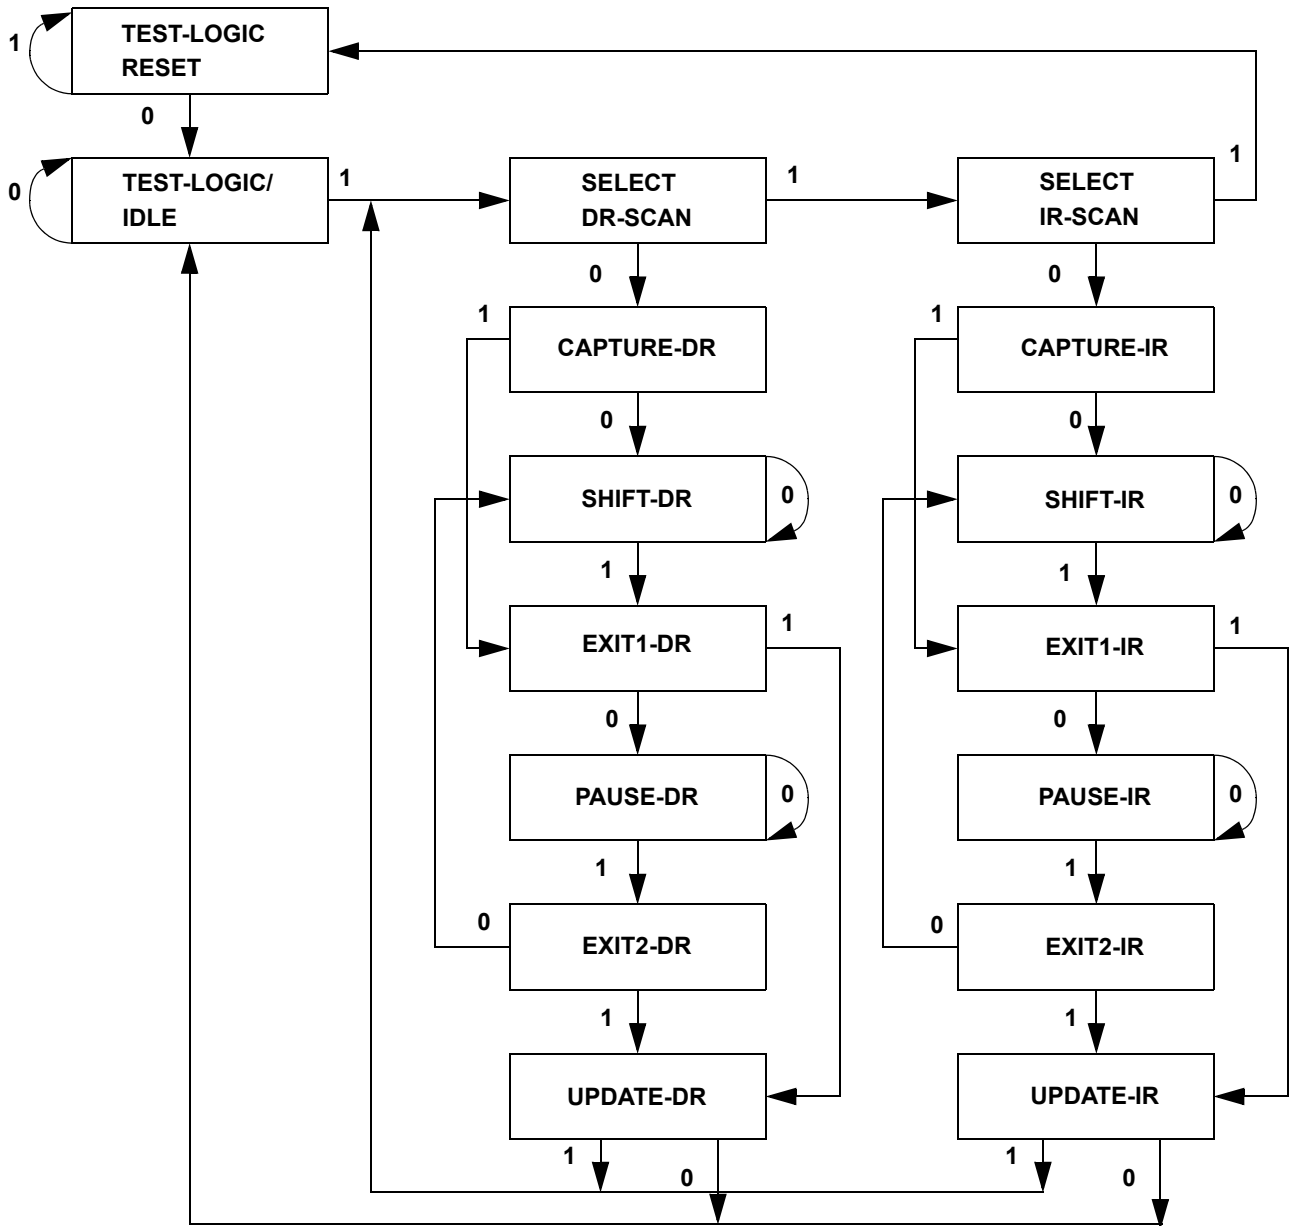 1
TEST-LOGIC
RESET
0
0
TEST-LOGIC/
IDLE
1
SELECT
DR-SCAN
1
SELECT
IR-SCAN
1
0
0
1
CAPTURE-DR
1
CAPTURE-IR
0
0
SHIFT-DR
0
SHIFT-IR
0
1
1
EXIT1-DR
1
EXIT1-IR
1
0
0
PAUSE-DR
0
PAUSE-IR
0
1
1
0
EXIT2-DR
0
EXIT2-IR
1
1
UPDATE-DR
UPDATE-IR
1
0
1
0